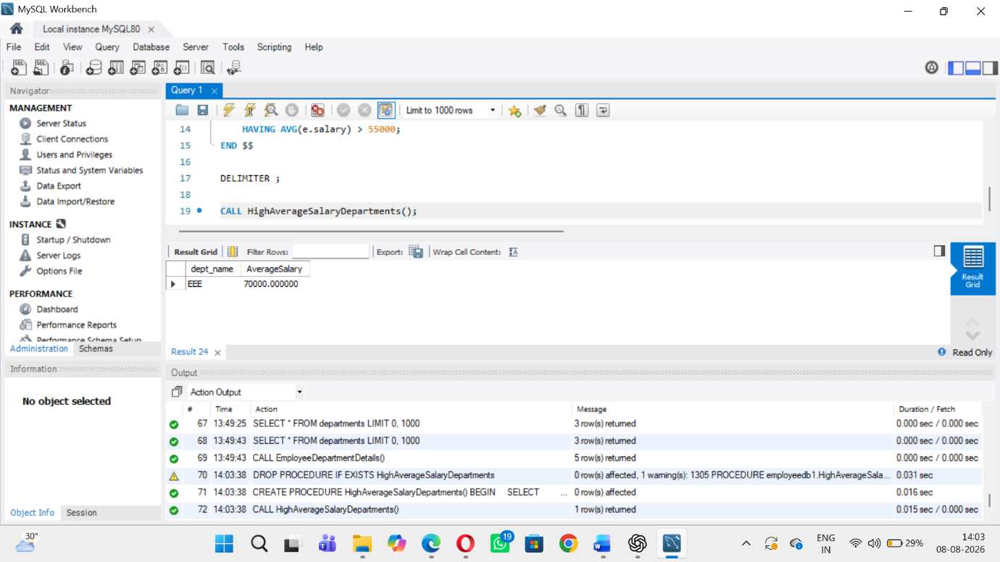 MySQL Workbench
Local instance MySQL80
File Edit View Query Database Server Tools Scripting Help
Navigator
MANAGEMENT
Server Status
Client Connections
Users and Privileges
Status and System Variables
Data Export
Data Import/Restore
INSTANCE
Startup / Shutdown
Server Logs
Options File
PERFORMANCE
Dashboard
Performance Reports
Performance Schema Setup
Administration Schemas
Information
No object selected
Object Info Session
Query 1
Limit to 1000 rows
14 HAVING AVG(e.salary) > 55000;
15 END $$
16
17 DELIMITER ;
18
19 CALL HighAverageSalaryDepartments();
Result Grid Filter Rows: Export: Wrap Cell Content:
dept_name AverageSalary
EEE 70000.000000
Result Grid
Result 24
Read Only
Output
Action Output
# Time Action Message Duration / Fetch
67 13:49:25 SELECT * FROM departments LIMIT 0, 1000 3 row(s) returned 0.000 sec / 0.000 sec
68 13:49:43 SELECT * FROM departments LIMIT 0, 1000 3 row(s) returned 0.000 sec / 0.000 sec
69 13:49:43 CALL EmployeeDepartmentDetails() 5 row(s) returned 0.000 sec / 0.000 sec
70 14:03:38 DROP PROCEDURE IF EXISTS HighAverageSalaryDepartments 0 row(s) affected, 1 warning(s): 1305 PROCEDURE employeedb1.HighAverageSala... 0.031 sec
71 14:03:38 CREATE PROCEDURE HighAverageSalaryDepartments() BEGIN SELECT ... 0 row(s) affected 0.016 sec
72 14:03:38 CALL HighAverageSalaryDepartments() 1 row(s) returned 0.015 sec / 0.000 sec
30°
19
ENG
IN
29%
14:03
08-08-2026